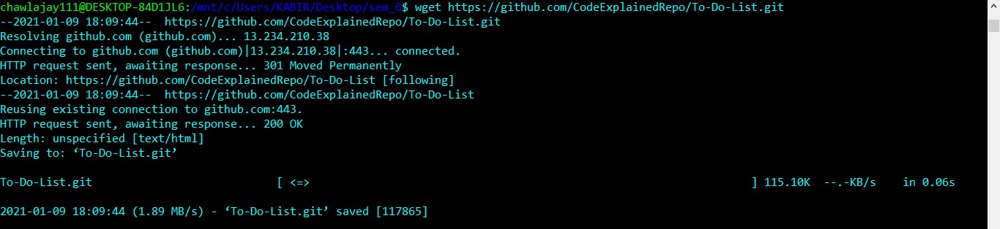 chawlajay111@DESKTOP-84D1JL6:/mnt/c/Users/KABIR/Desktop/sem_6$ wget https://github.com/CodeExplainedRepo/To-Do-List.git
--2021-01-09 18:09:44--  https://github.com/CodeExplainedRepo/To-Do-List.git
Resolving github.com (github.com)... 13.234.210.38
Connecting to github.com (github.com)|13.234.210.38|:443... connected.
HTTP request sent, awaiting response... 301 Moved Permanently
Location: https://github.com/CodeExplainedRepo/To-Do-List [following]
--2021-01-09 18:09:44--  https://github.com/CodeExplainedRepo/To-Do-List
Reusing existing connection to github.com:443.
HTTP request sent, awaiting response... 200 OK
Length: unspecified [text/html]
Saving to: ‘To-Do-List.git’
To-Do-List.git [ <=> ] 115.10K --.-KB/s in 0.06s
2021-01-09 18:09:44 (1.89 MB/s) - ‘To-Do-List.git’ saved [117865]